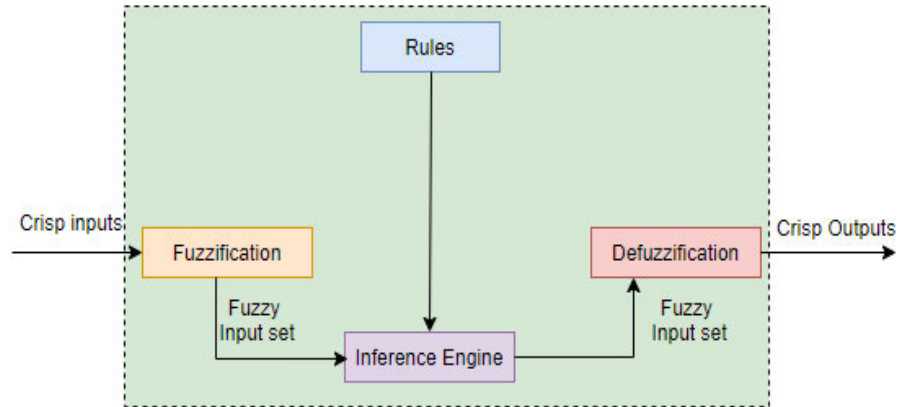 Rules
Crisp inputs
Fuzzification
Defuzzification
Crisp Outputs
Fuzzy
Input set
Fuzzy
Input set
Inference Engine